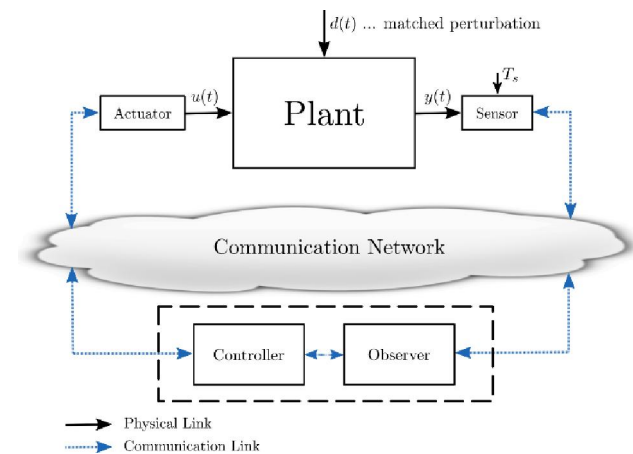 d(t) ... matched perturbation
Actuator
u(t)
Plant
y(t)
T_s
Sensor
Communication Network
Controller
Observer
Physical Link
Communication Link